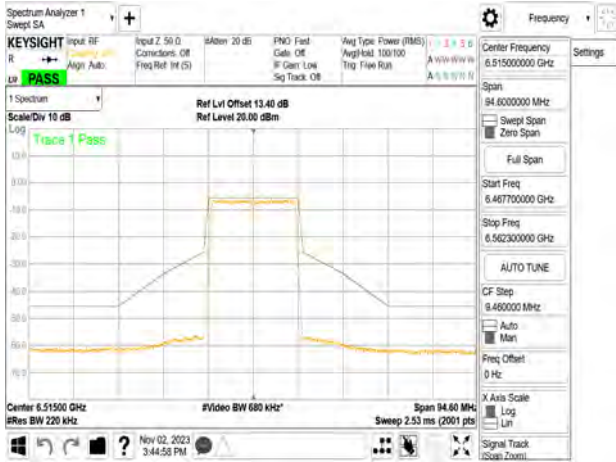 Spectrum Analyzer 1
Swept SA
+
Frequency
KEYSIGHT
Input: RF
Align: Auto
Input Z: 50 Ω
Corrections: Off
Freq Ref: Int (S)
#Atten: 20 dB
PNO: Fast
Gate: Off
IF Gain: Low
Sig Track: Off
Avg Type: Power (RMS)
Avg|Hold: 100/100
Trig: Free Run
PASS
1 Spectrum
Scale/Div 10 dB
Ref Lvl Offset 13.40 dB
Ref Level 20.00 dBm
Log
Trace 1 Pass
Center 6.51500 GHz
#Res BW 220 kHz
#Video BW 680 kHz*
Span 94.60 MHz
Sweep 2.53 ms (2001 pts)
Nov 02, 2023
3:44:58 PM
Center Frequency
6.515000000 GHz
Settings
Span
94.6000000 MHz
Swept Span
Zero Span
Full Span
Start Freq
6.467700000 GHz
Stop Freq
6.562300000 GHz
AUTO TUNE
CF Step
9.460000 MHz
Auto
Man
Freq Offset
0 Hz
X Axis Scale
Log
Lin
Signal Track
(Span Zoom)